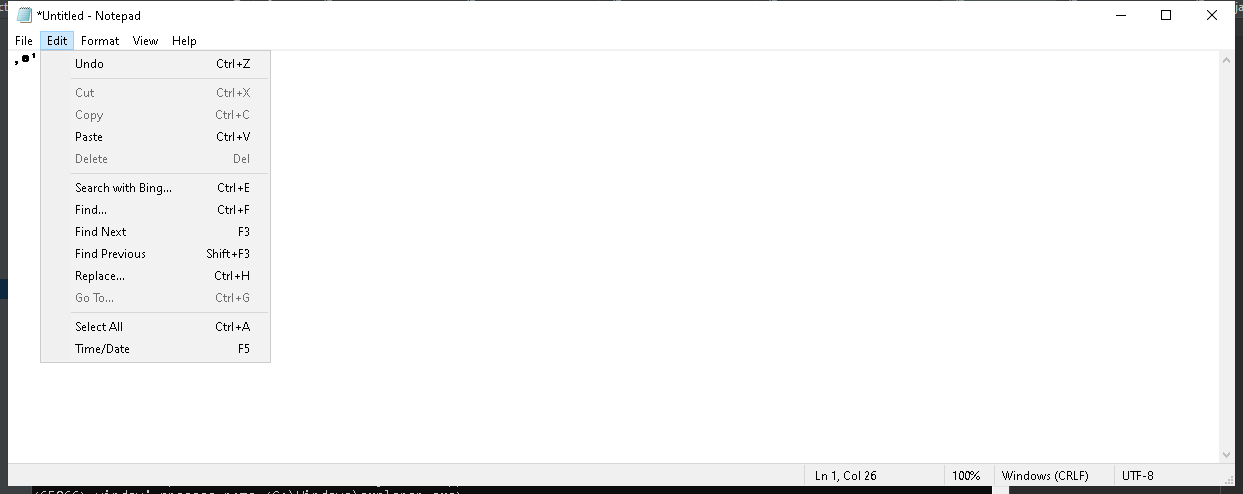 *Untitled - Notepad
File Edit Format View Help
Undo Ctrl+Z
Cut Ctrl+X
Copy Ctrl+C
Paste Ctrl+V
Delete Del
Search with Bing... Ctrl+E
Find... Ctrl+F
Find Next F3
Find Previous Shift+F3
Replace... Ctrl+H
Go To... Ctrl+G
Select All Ctrl+A
Time/Date F5
Ln 1, Col 26 100% Windows (CRLF) UTF-8